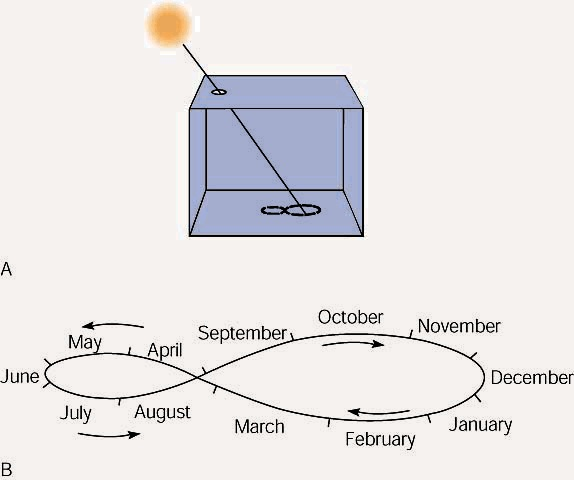 A
October
September
November
May
April
June
December
July
August
March
January
February
B